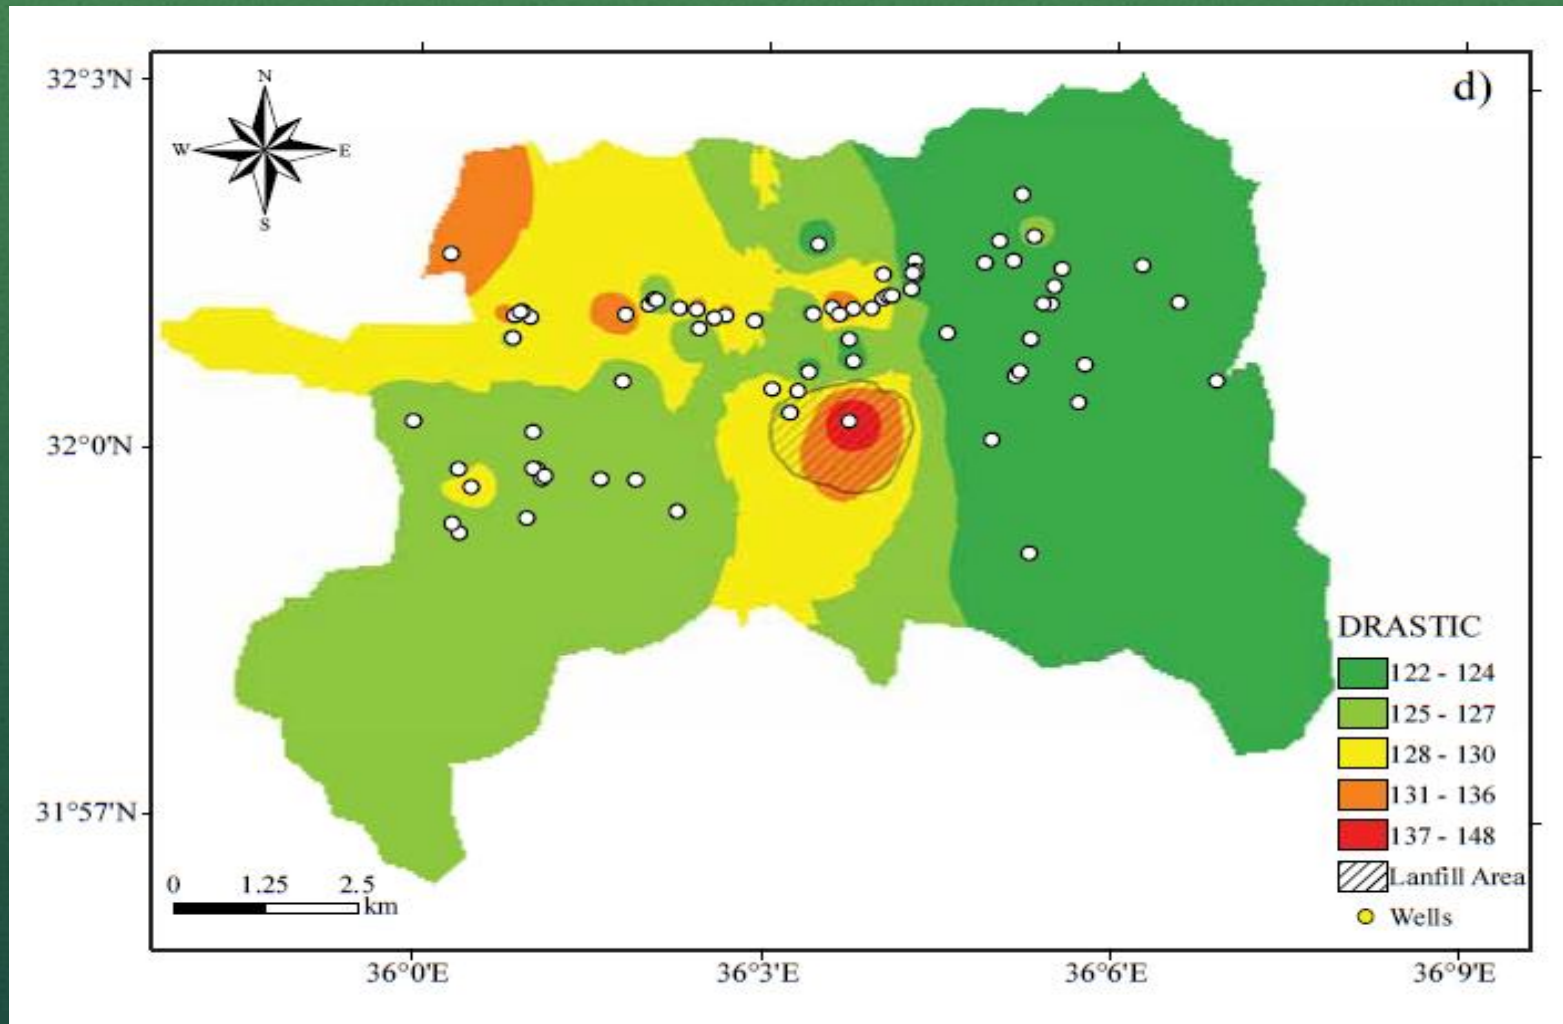 32°3'N
N
W
E
S
d)
32°0'N
31°57'N
DRASTIC
122 - 124
125 - 127
128 - 130
131 - 136
137 - 148
Lanfill Area
Wells
0 1.25 2.5
km
36°0'E 36°3'E 36°6'E 36°9'E